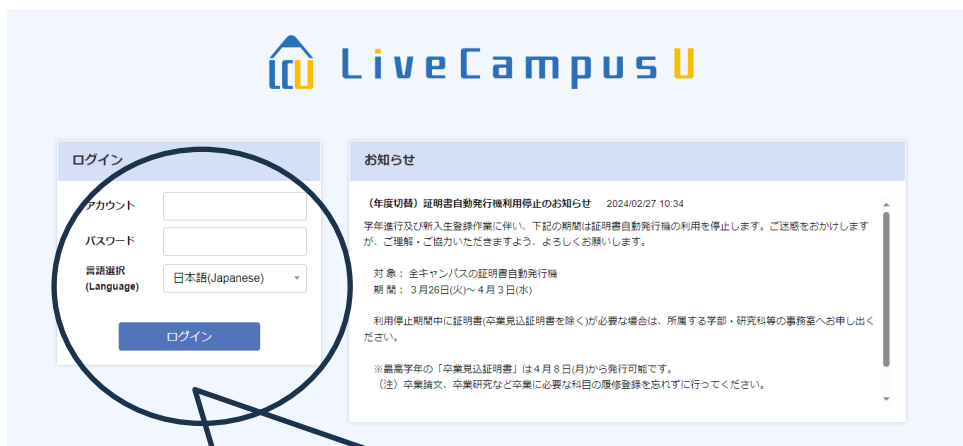 LCU LiveCampusU
ログイン
アカウント
パスワード
言語選択
(Language)
日本語(Japanese)
ログイン
お知らせ
(年度切替)証明書自動発行機利用停止のお知らせ 2024/02/27 10:34
学年進行及び新入生登録作業に伴い、下記の期間は証明書自動発行機の利用を停止します。ご迷惑をおかけします
が、ご理解・ご協力いただきますよう、よろしくお願いします。
対 象： 全キャンパスの証明書自動発行機
期 間： 3月26日(火)～4月3日(水)
利用停止期間中に証明書(卒業見込証明書を除く)が必要な場合は、所属する学部・研究科等の事務室へお申し出く
ださい。
※最高学年の「卒業見込証明書」は4月8日(月)から発行可能です。
(注)卒業論文、卒業研究など卒業に必要な科目の履修登録を忘れずに行ってください。